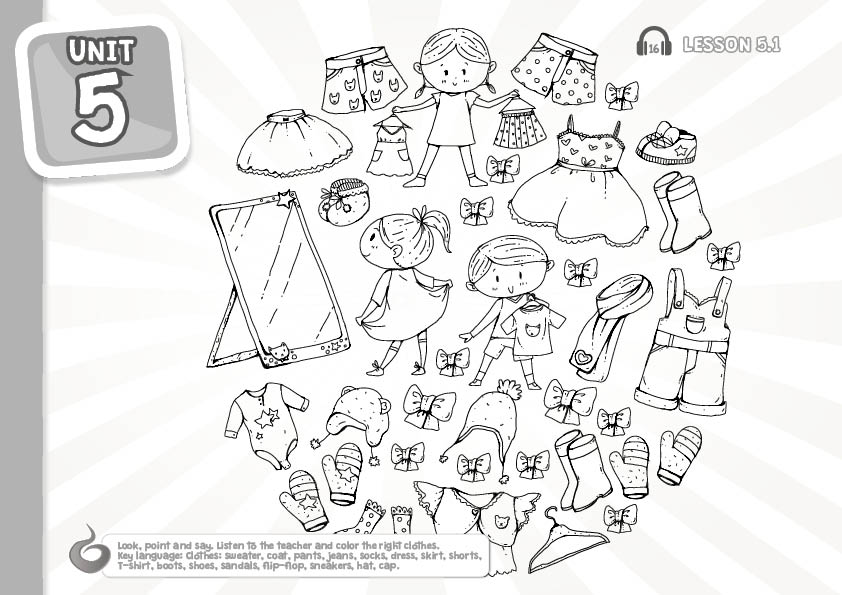 UNIT
5
16 LESSON 5.1
Look, point and say. Listen to the teacher and color the right clothes.
Key language: Clothes: sweater, coat, pants, jeans, socks, dress, skirt, shorts,
T-shirt, boots, shoes, sandals, flip-flop, sneakers, hat, cap.